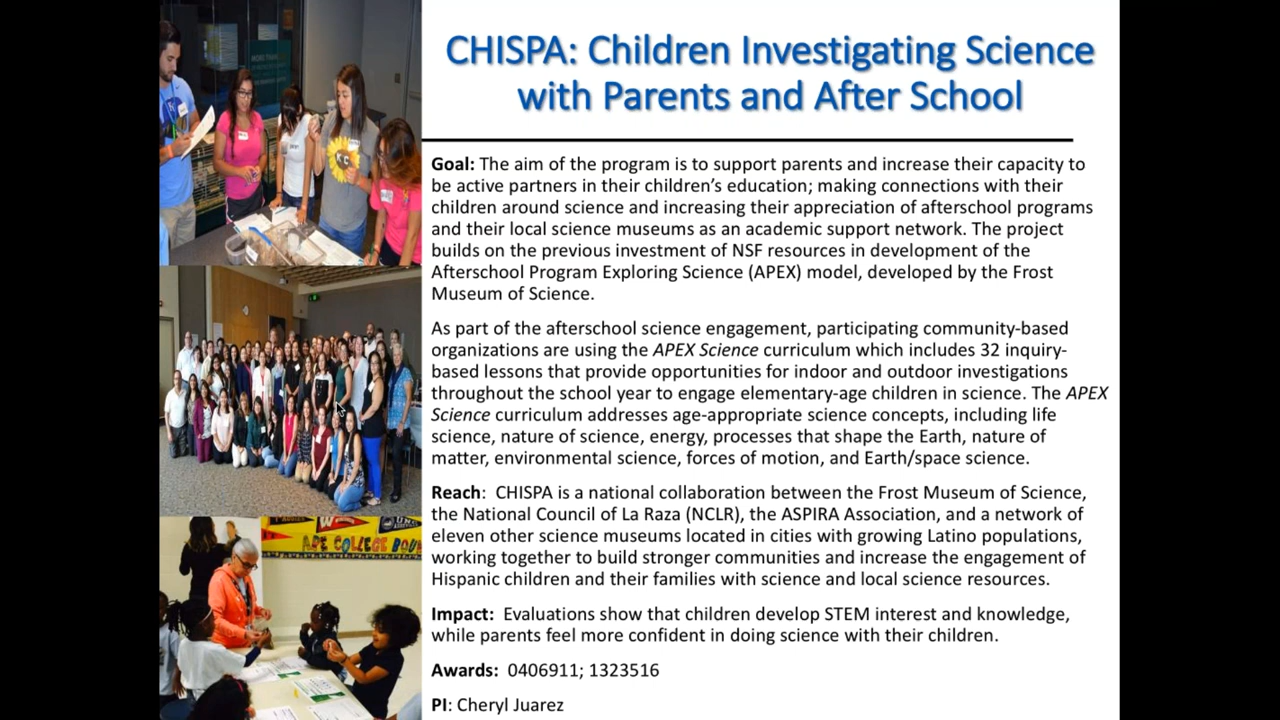 CHISPA: Children Investigating Science
with Parents and After School
Goal: The aim of the program is to support parents and increase their capacity to
be active partners in their children's education; making connections with their
children around science and increasing their appreciation of afterschool programs
and their local science museums as an academic support network. The project
builds on the previous investment of NSF resources in development of the
Afterschool Program Exploring Science (APEX) model, developed by the Frost
Museum of Science.
As part of the afterschool science engagement, participating community-based
organizations are using the APEX Science curriculum which includes 32 inquiry-
based lessons that provide opportunities for indoor and outdoor investigations
throughout the school year to engage elementary-age children in science. The APEX
Science curriculum addresses age-appropriate science concepts, including life
science, nature of science, energy, processes that shape the Earth, nature of
matter, environmental science, forces of motion, and Earth/space science.
Reach:  CHISPA is a national collaboration between the Frost Museum of Science,
the National Council of La Raza (NCLR), the ASPIRA Association, and a network of
eleven other science museums located in cities with growing Latino populations,
working together to build stronger communities and increase the engagement of
Hispanic children and their families with science and local science resources.
Impact:  Evaluations show that children develop STEM interest and knowledge,
while parents feel more confident in doing science with their children.
Awards:  0406911; 1323516
PI: Cheryl Juarez
KC
UNC
ARE COLLEGE BOU